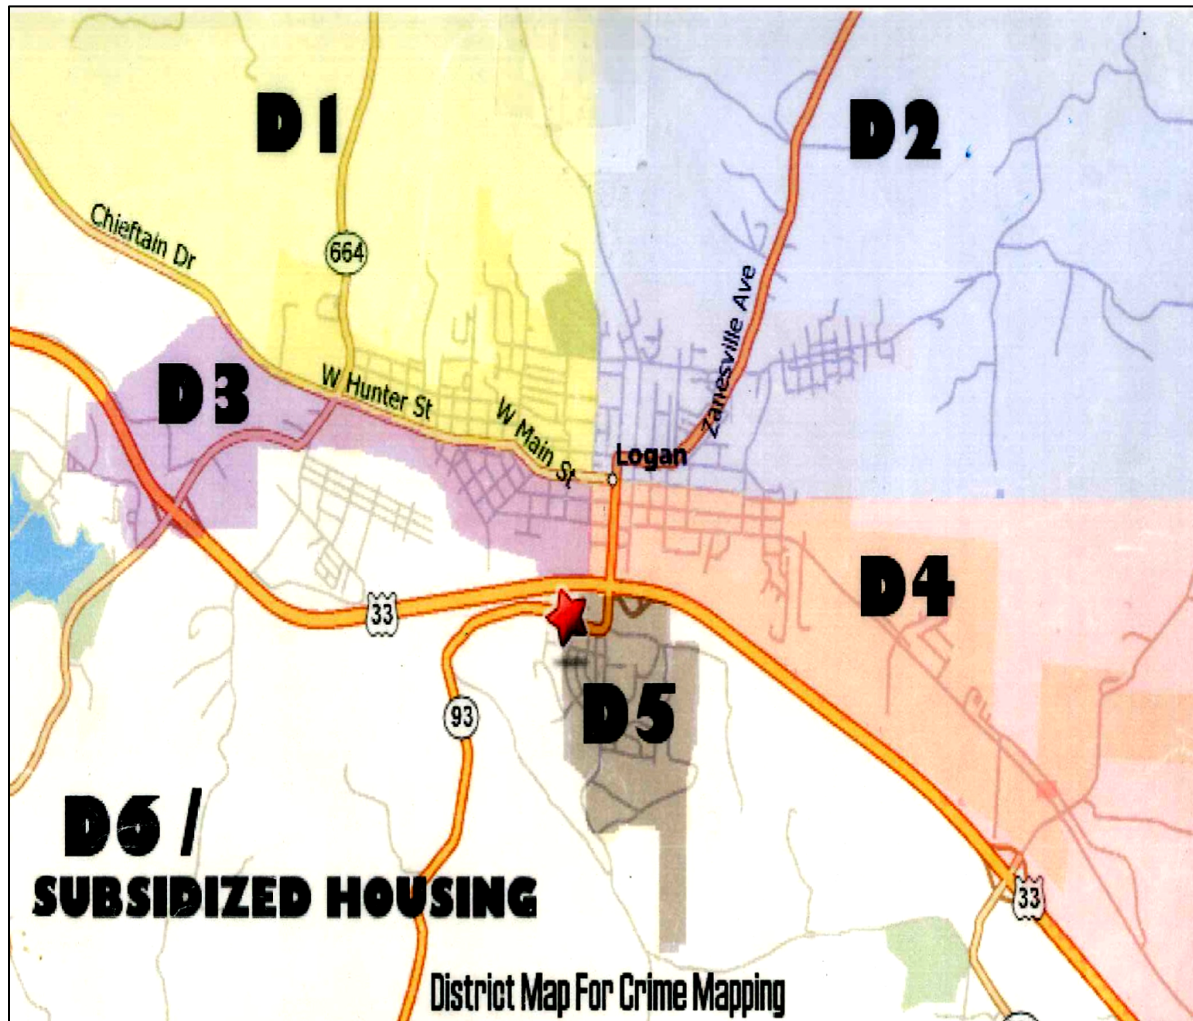 D1
D2
Chieftain Dr
664
Zanesville Ave
D3
W Hunter St
W Main St
Logan
D4
33
D5
93
D6 /
SUBSIDIZED HOUSING
33
District Map For Crime Mapping